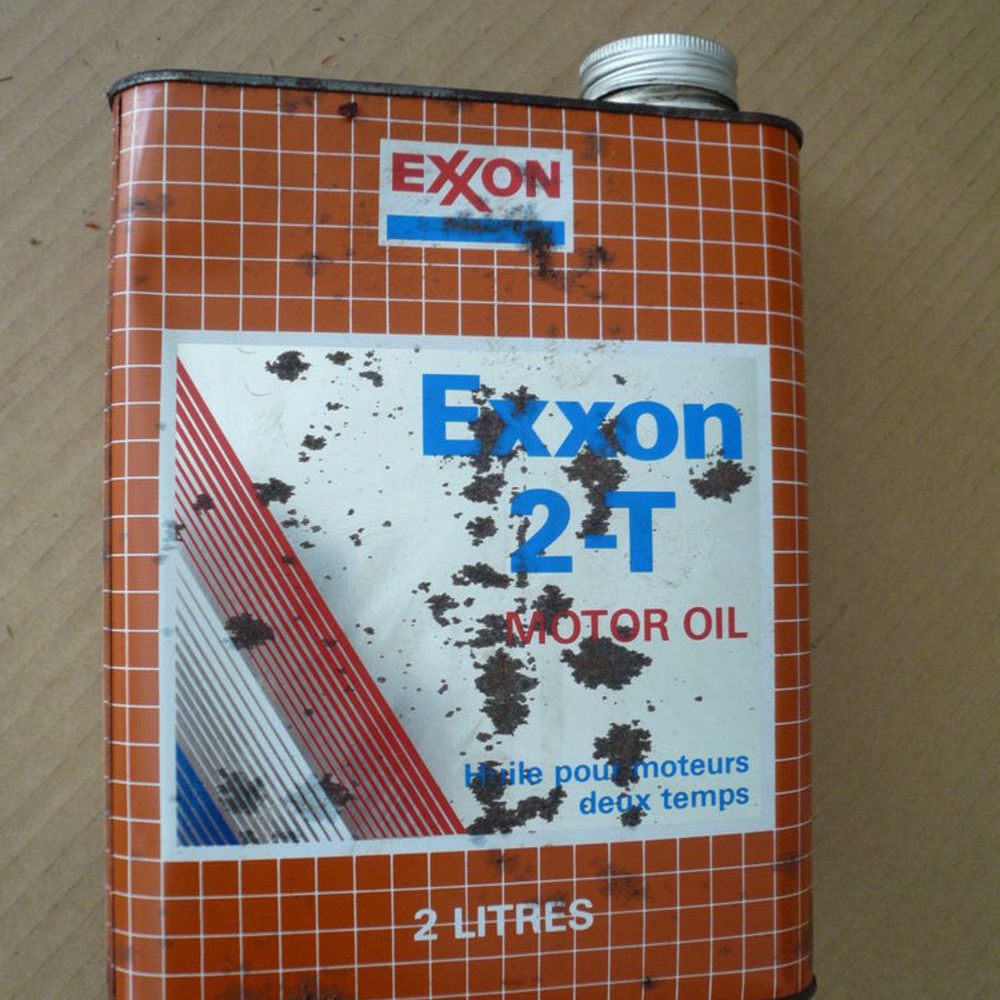 EXXON
Exxon
2-T
MOTOR OIL
Huile pour moteurs
deux temps
2 LITRES